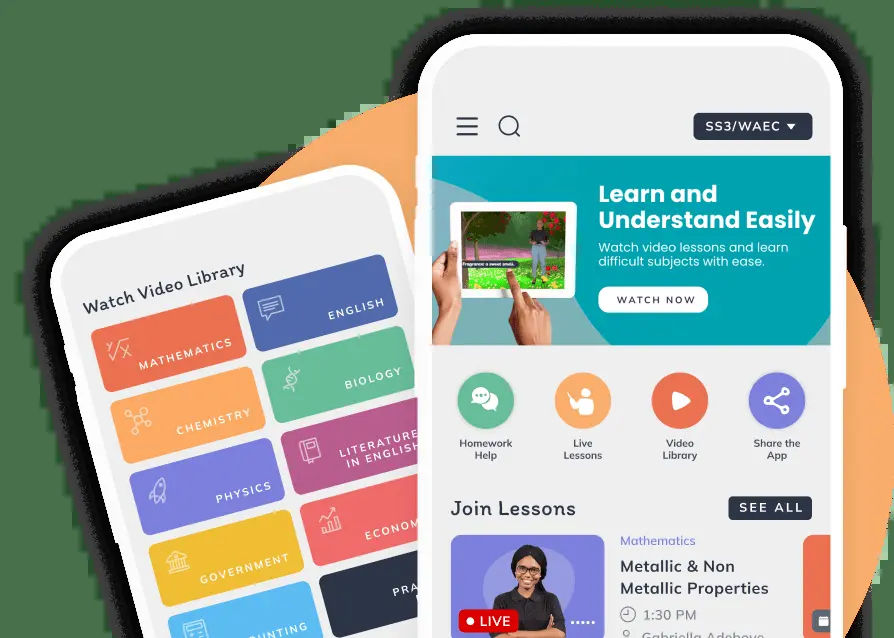 Watch Video Library
MATHEMATICS
ENGLISH
CHEMISTRY
BIOLOGY
PHYSICS
LITERATURE
IN ENGLISH
GOVERNMENT
ECONOM
UNTING
PRA
SS3/WAEC
Learn and
Understand Easily
Watch video lessons and learn
difficult subjects with ease.
WATCH NOW
Fragrance: a sweet smell.
Homework
Help
Live
Lessons
Video
Library
Share the
App
Join Lessons
SEE ALL
Mathematics
Metallic & Non
Metallic Properties
1:30 PM
LIVE
Gabriella Adeboye